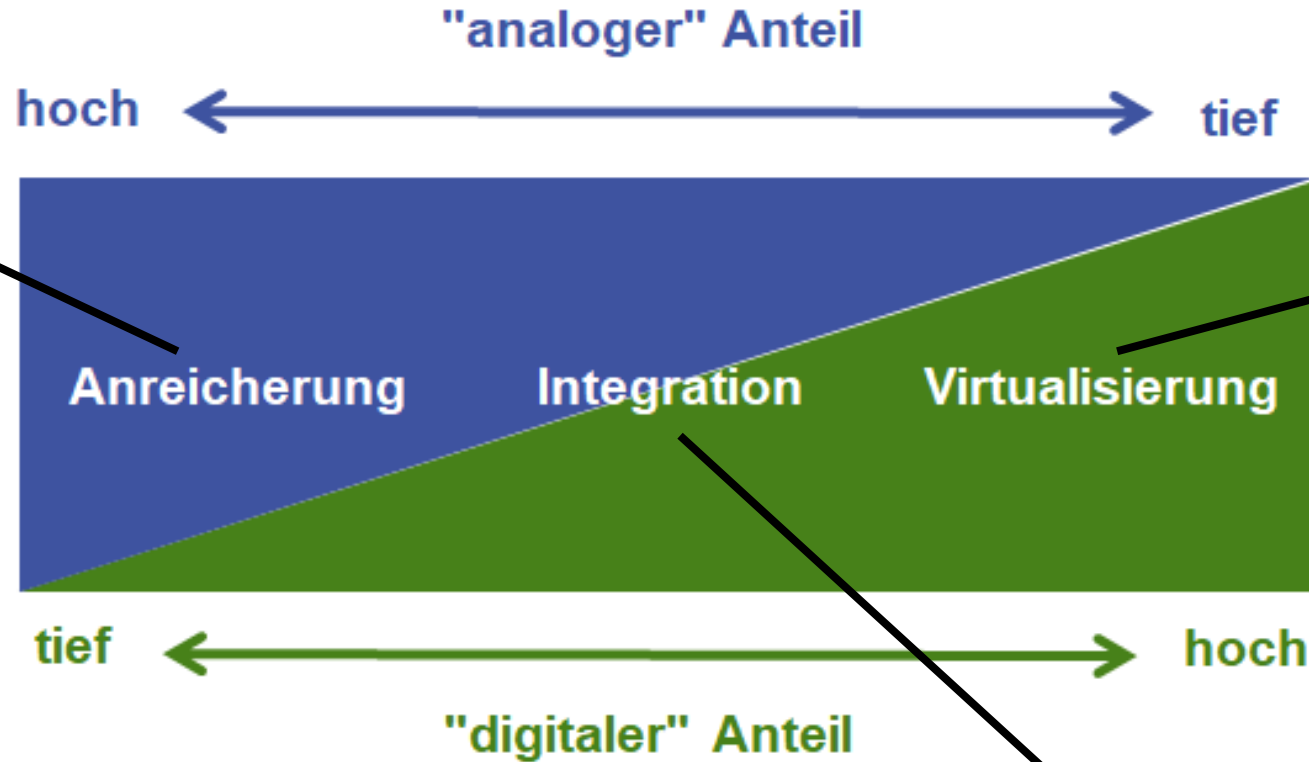 "analoger" Anteil
hoch
tief
Anreicherung
Integration
Virtualisierung
tief
hoch
"digitaler" Anteil